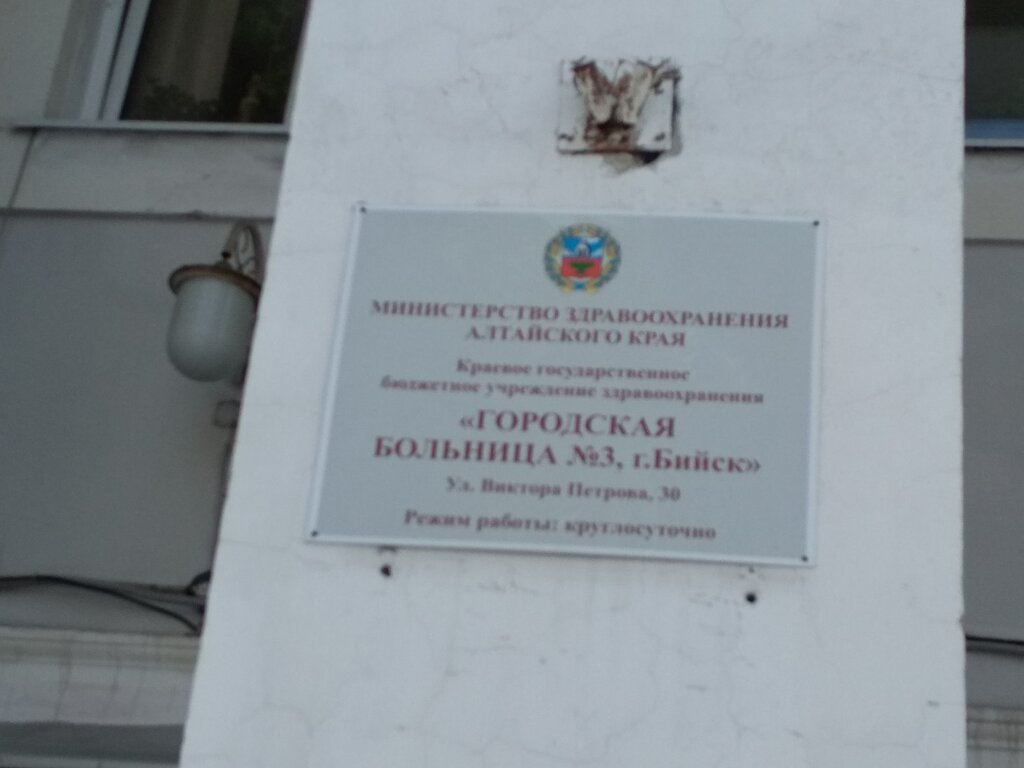 МИНИСТЕРСТВО ЗДРАВООХРАНЕНИЯ
АЛТАЙСКОГО КРАЯ
Краевое государственное
бюджетное учреждение здравоохранения
«ГОРОДСКАЯ
БОЛЬНИЦА №3, г.Бийск»
Ул. Виктора Петрова, 30
Режим работы: круглосуточно